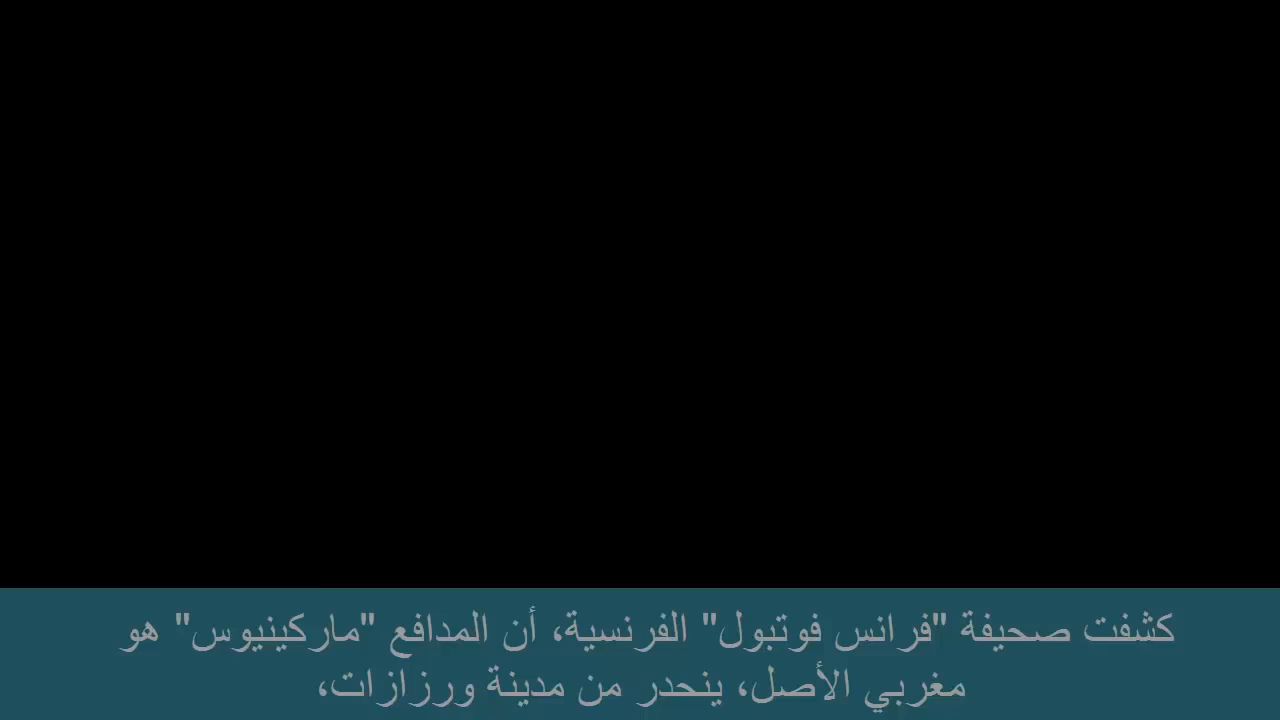 كشفت صحيفة "فرانس فوتبول" الفرنسية، أن المدافع "ماركينيوس" هو
مغربي الأصل، ينحدر من مدينة ورزازات،